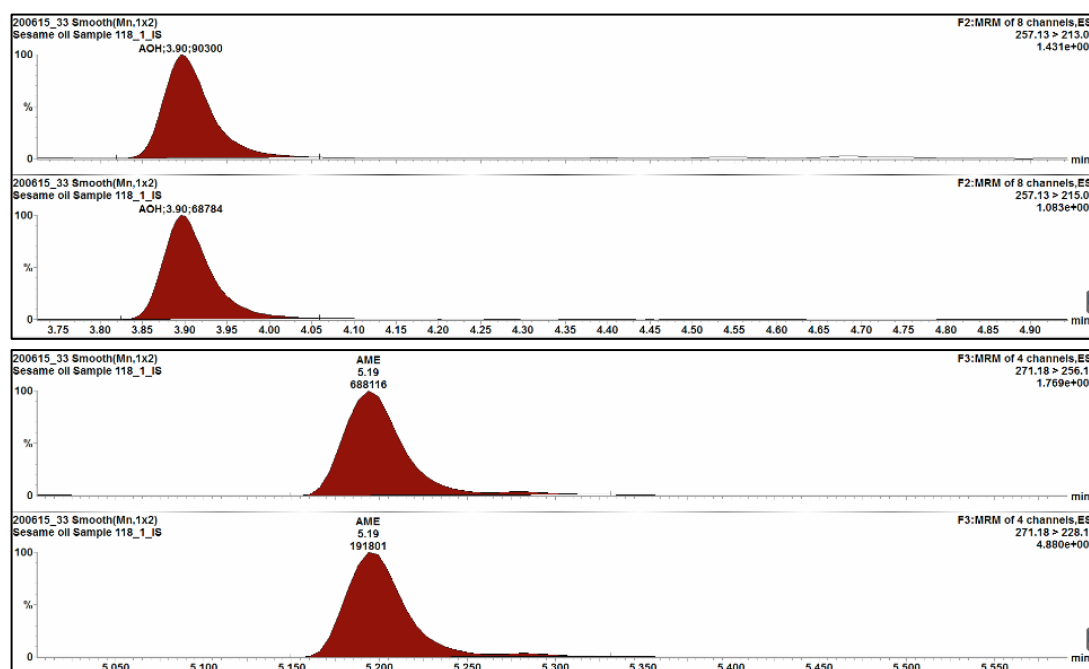 200615_33 Smooth(Mn,1x2)
F2:MRM of 8 channels,ES
Sesame oil Sample 118_1_IS
257.13 > 213.0
AOH;3.90;90300
1.431e+00
100
%
0
min
200615_33 Smooth(Mn,1x2)
F2:MRM of 8 channels,ES
Sesame oil Sample 118_1_IS
257.13 > 215.0
AOH;3.90;68784
1.083e+00
100
%
0
min
3.75 3.80 3.85 3.90 3.95 4.00 4.05 4.10 4.15 4.20 4.25 4.30 4.35 4.40 4.45 4.50 4.55 4.60 4.65 4.70 4.75 4.80 4.85 4.90
200615_33 Smooth(Mn,1x2)
F3:MRM of 4 channels,ES
Sesame oil Sample 118_1_IS
271.18 > 256.1
AME
1.769e+00
5.19
688116
100
%
0
min
200615_33 Smooth(Mn,1x2)
F3:MRM of 4 channels,ES
Sesame oil Sample 118_1_IS
271.18 > 228.1
AME
4.880e+00
5.19
191801
100
%
0
min
5.050 5.100 5.150 5.200 5.250 5.300 5.350 5.400 5.450 5.500 5.550 5.600 5.650